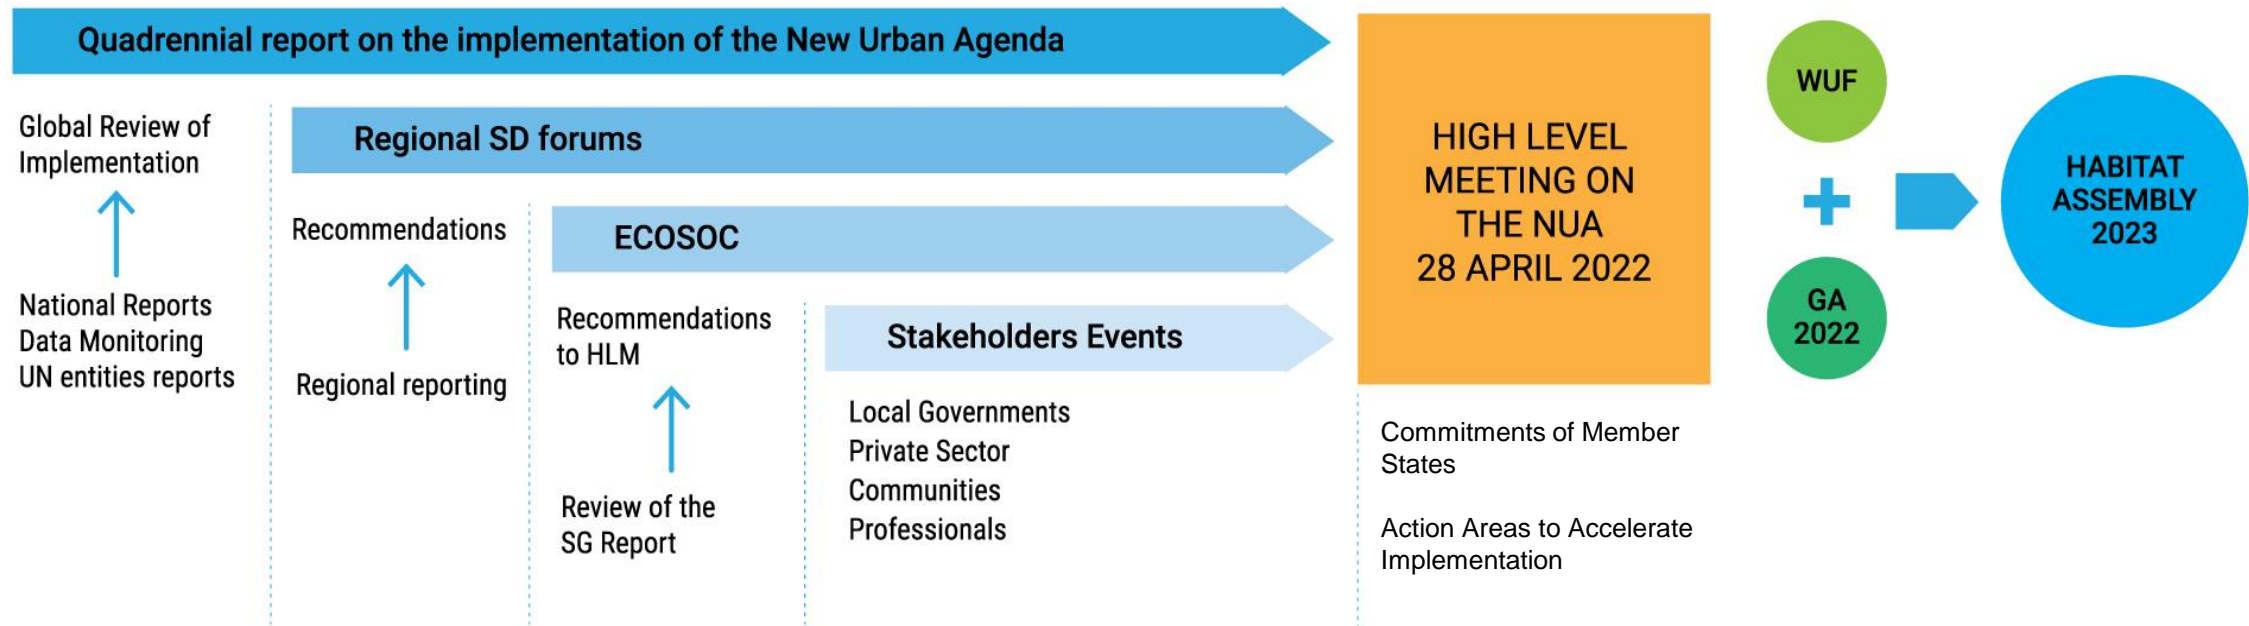 Quadrennial report on the implementation of the New Urban Agenda
Global Review of
Implementation
National Reports
Data Monitoring
UN entities reports
Regional SD forums
Recommendations
Regional reporting
ECOSOC
Recommendations
to HLM
Review of the
SG Report
Stakeholders Events
Local Governments
Private Sector
Communities
Professionals
HIGH LEVEL
MEETING ON
THE NUA
28 APRIL 2022
Commitments of Member
States
Action Areas to Accelerate
Implementation
WUF
+
GA
2022
HABITAT
ASSEMBLY
2023